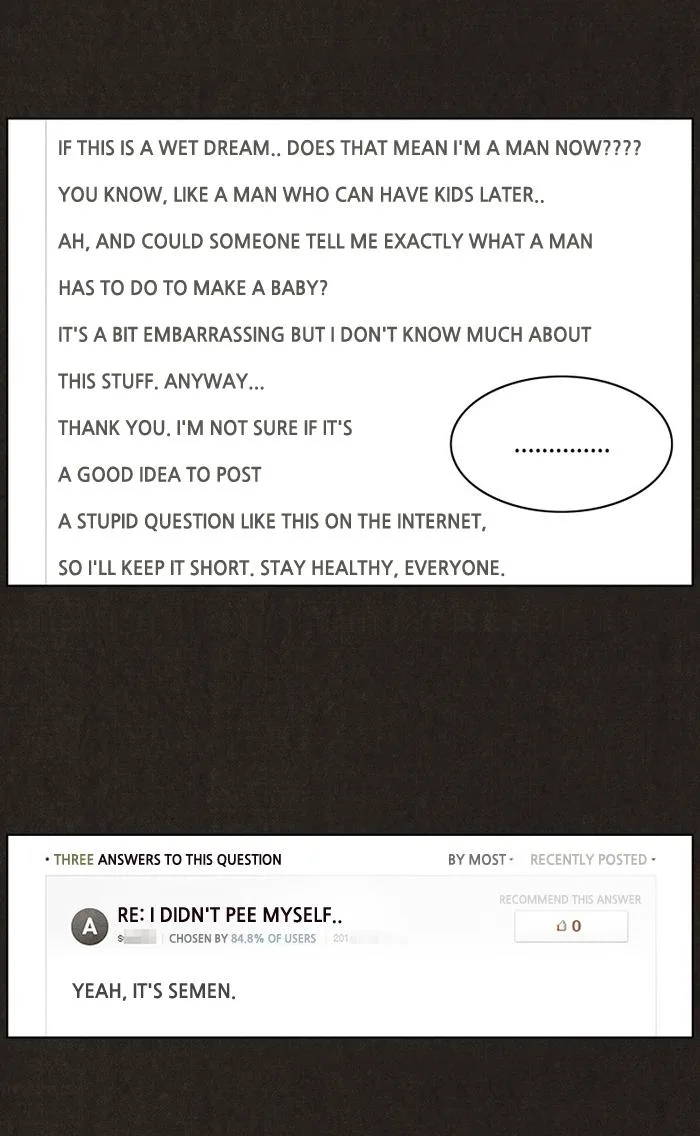 IF THIS IS A WET DREAM.. DOES THAT MEAN I'M A MAN NOW????
YOU KNOW, LIKE A MAN WHO CAN HAVE KIDS LATER..
AH, AND COULD SOMEONE TELL ME EXACTLY WHAT A MAN
HAS TO DO TO MAKE A BABY?
IT'S A BIT EMBARRASSING BUT I DON'T KNOW MUCH ABOUT
THIS STUFF. ANYWAY...
THANK YOU. I'M NOT SURE IF IT'S
A GOOD IDEA TO POST
A STUPID QUESTION LIKE THIS ON THE INTERNET,
SO I'LL KEEP IT SHORT. STAY HEALTHY, EVERYONE.
..............
• THREE ANSWERS TO THIS QUESTION
BY MOST RECENTLY POSTED
RECOMMEND THIS ANSWER
A RE: I DIDN'T PEE MYSELF..
CHOSEN BY 84.8% OF USERS 201
0
YEAH, IT'S SEMEN.